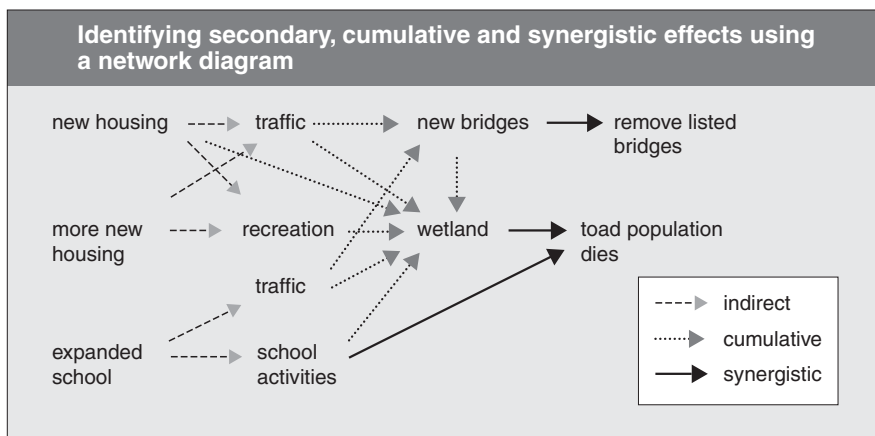 Identifying secondary, cumulative and synergistic effects using
a network diagram
new housing
traffic
new bridges
remove listed
bridges
more new
housing
recreation
wetland
toad population
dies
traffic
expanded
school
school
activities
indirect
cumulative
synergistic